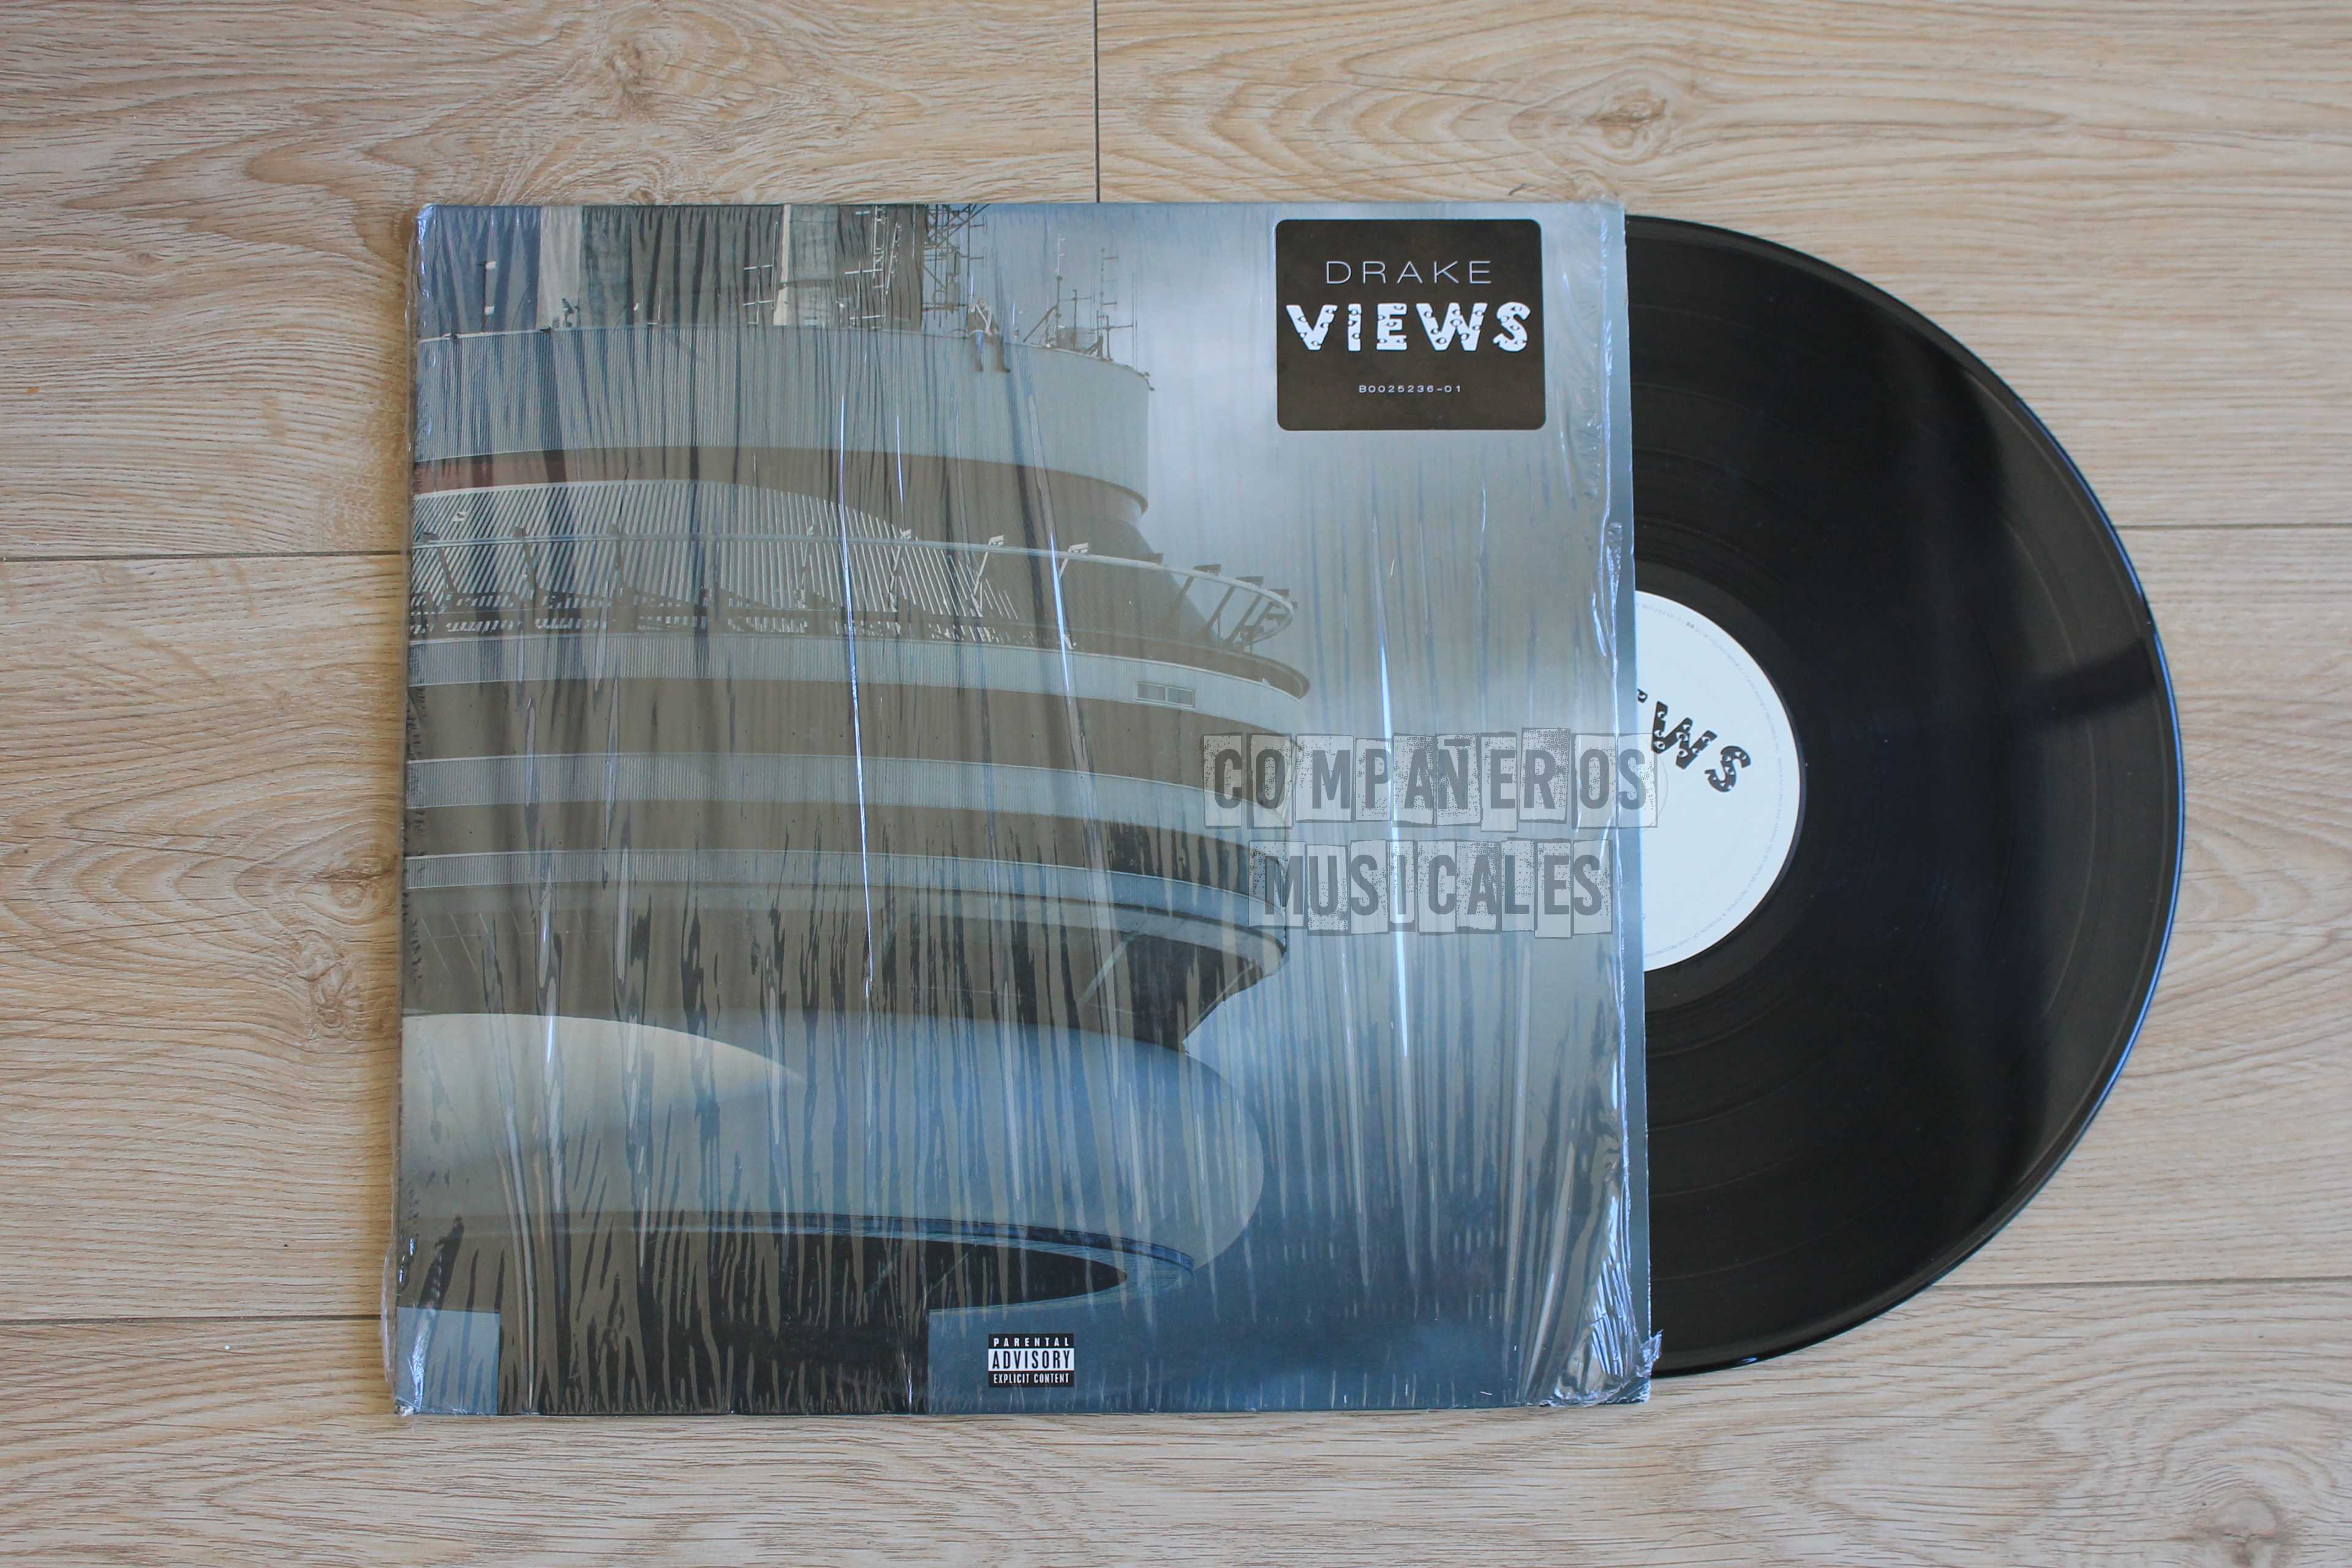 DRAKE
VIEWS
B0025236-01
EWS
COMPAÑEROS
MUSICALES
PARENTAL
ADVISORY
EXPLICIT CONTENT